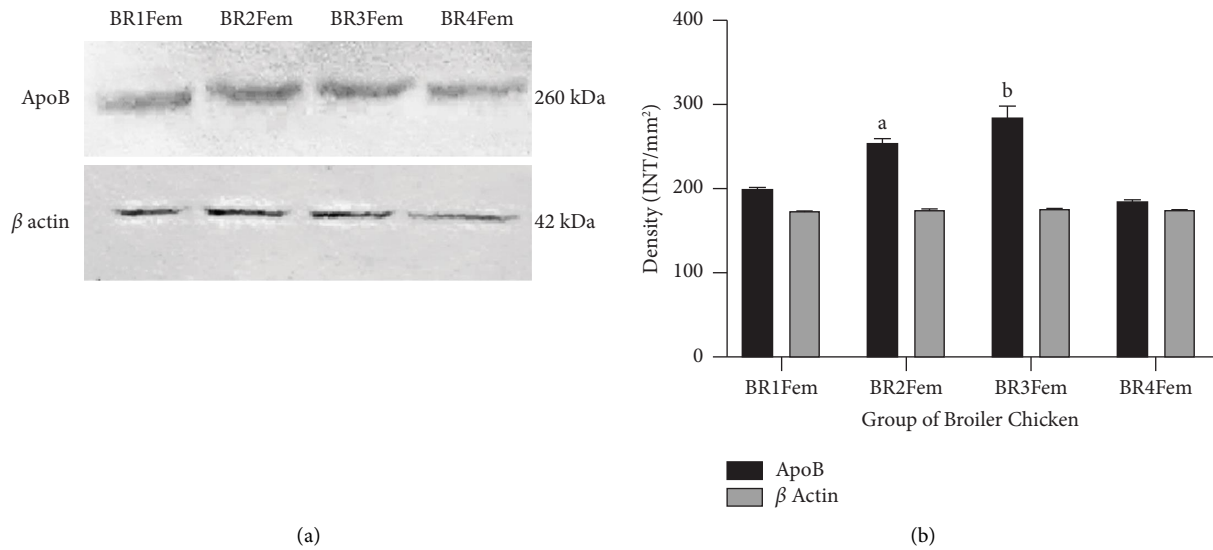 BR1Fem BR2Fem BR3Fem BR4Fem
ApoB 260 kDa
β actin 42 kDa
(a)
400
300
200
100
0
Density (INT/mm²)
a
b
BR1Fem BR2Fem BR3Fem BR4Fem
Group of Broiler Chicken
ApoB
β Actin
(b)